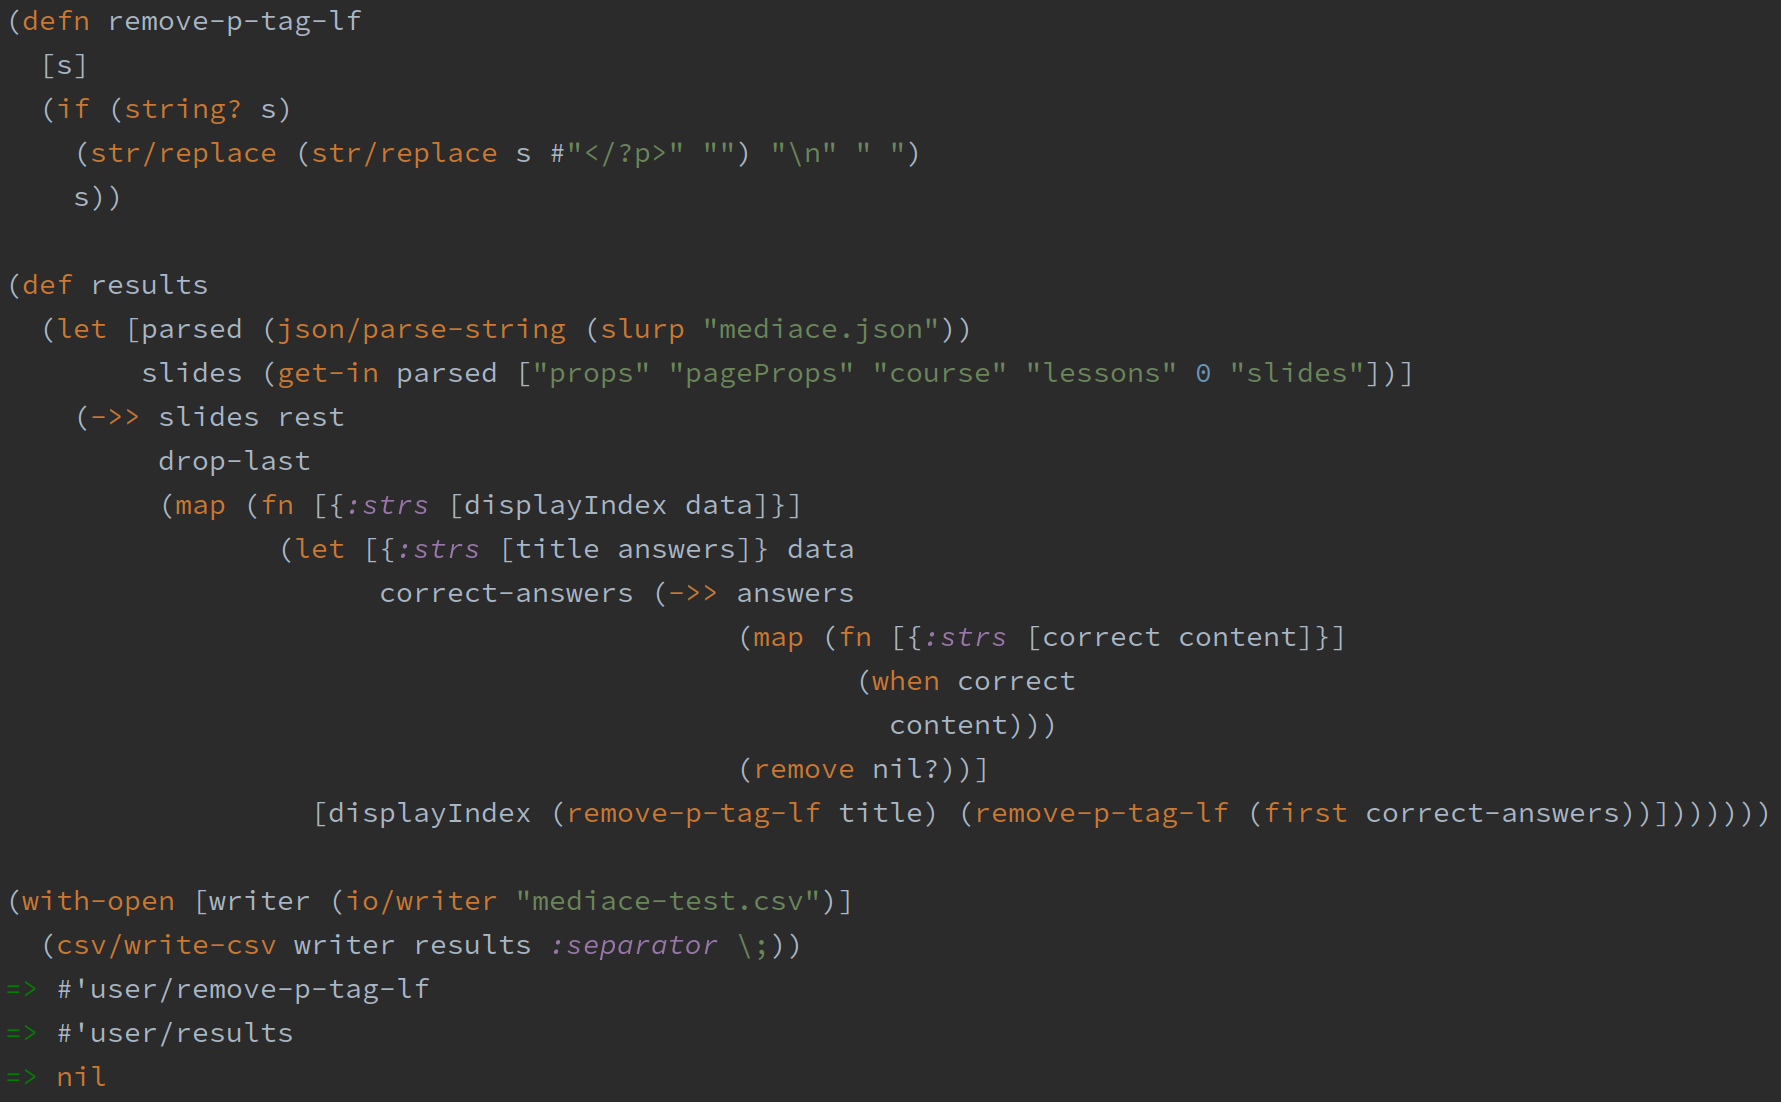 (defn remove-p-tag-lf
  [s]
  (if (string? s)
    (str/replace (str/replace s #"</?p>" "") "\n" " ")
    s))

(def results
  (let [parsed (json/parse-string (slurp "mediace.json"))
        slides (get-in parsed ["props" "pageProps" "course" "lessons" 0 "slides"])]
    (->> slides rest
         drop-last
         (map (fn [{:strs [displayIndex data]}]
                (let [{:strs [title answers]} data
                      correct-answers (->> answers
                                           (map (fn [{:strs [correct content]}]
                                                  (when correct
                                                    content)))
                                           (remove nil?))]
                  [displayIndex (remove-p-tag-lf title) (remove-p-tag-lf (first correct-answers))]))))))

(with-open [writer (io/writer "mediace-test.csv")]
  (csv/write-csv writer results :separator \;))
=> #'user/remove-p-tag-lf
=> #'user/results
=> nil